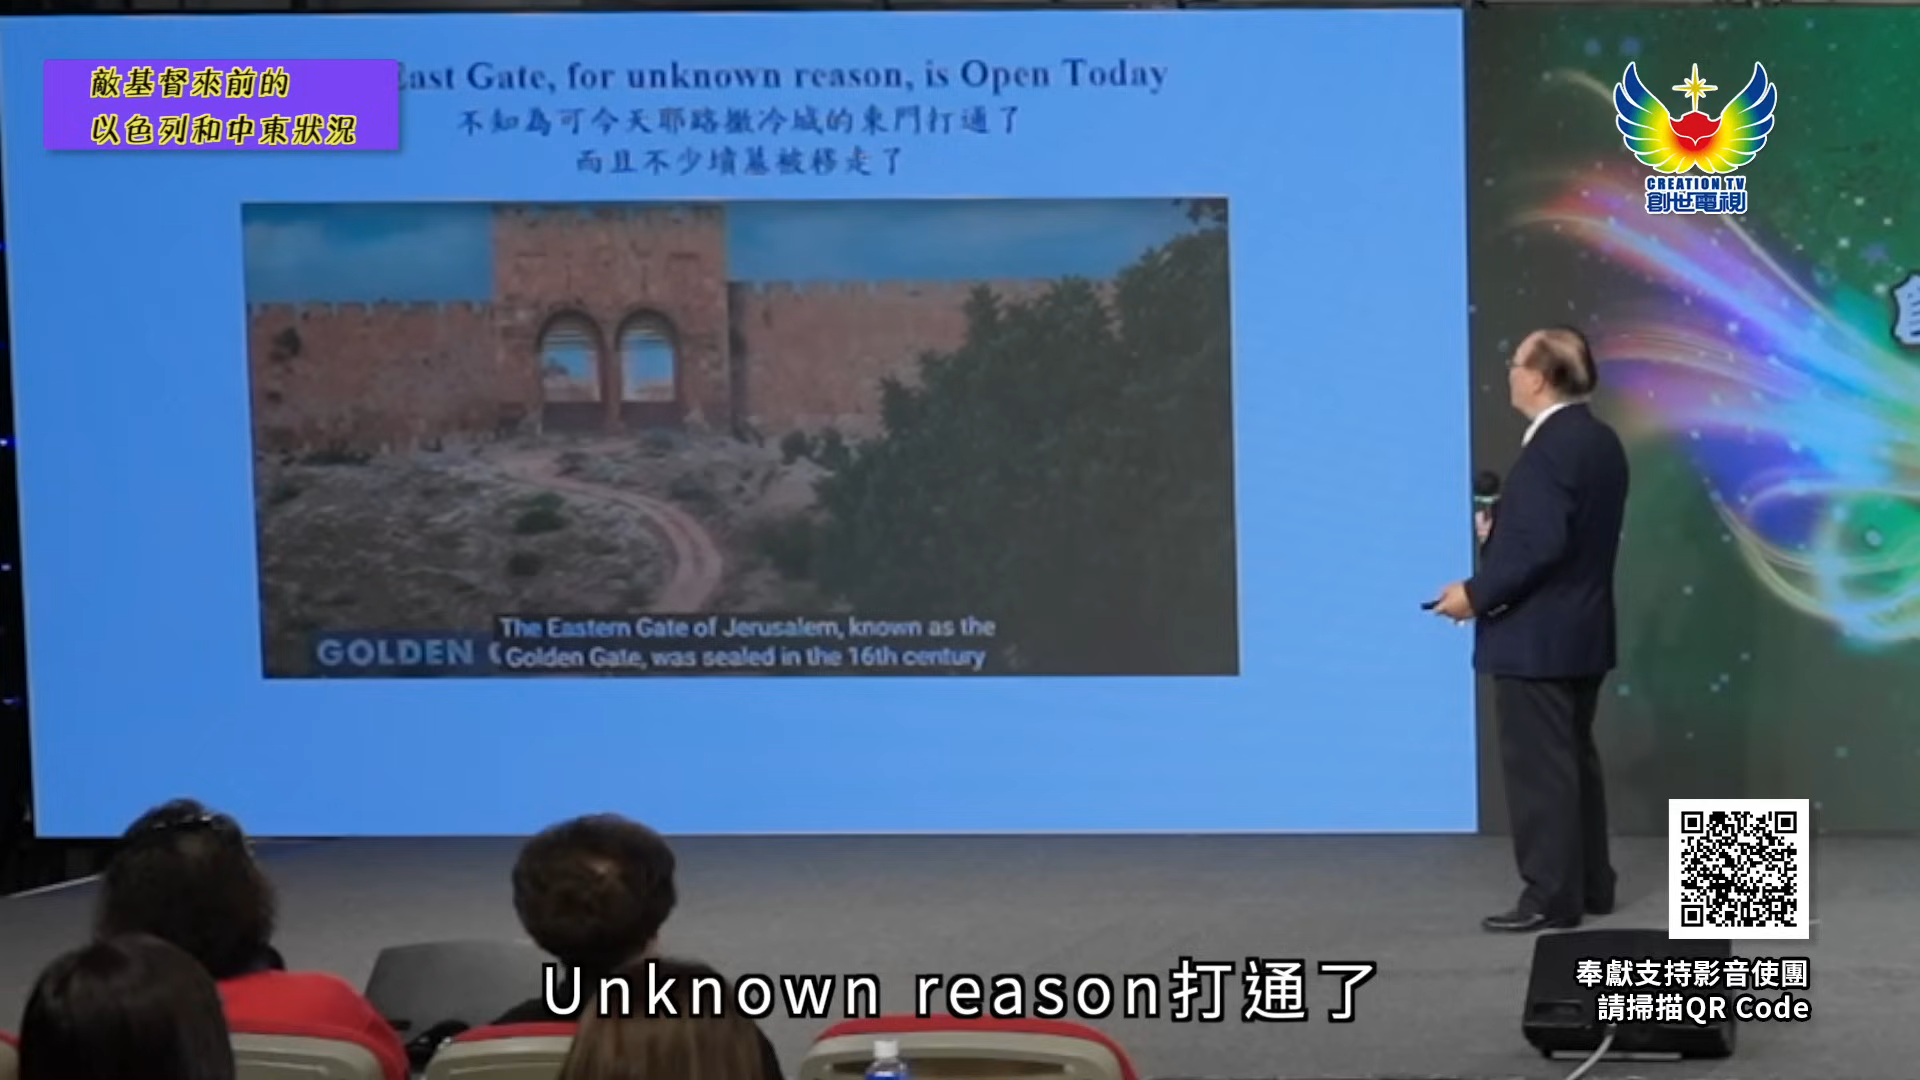 敵基督來前的
以色列和中東狀況
East Gate, for unknown reason, is Open Today
不知為可今天耶路撒冷城的東門打通了
而且不少墳墓被移走了
GOLDEN
The Eastern Gate of Jerusalem, known as the
Golden Gate, was sealed in the 16th century
CREATION TV
創世電視
Unknown reason打通了
奉獻支持影音使團
請掃描QR Code